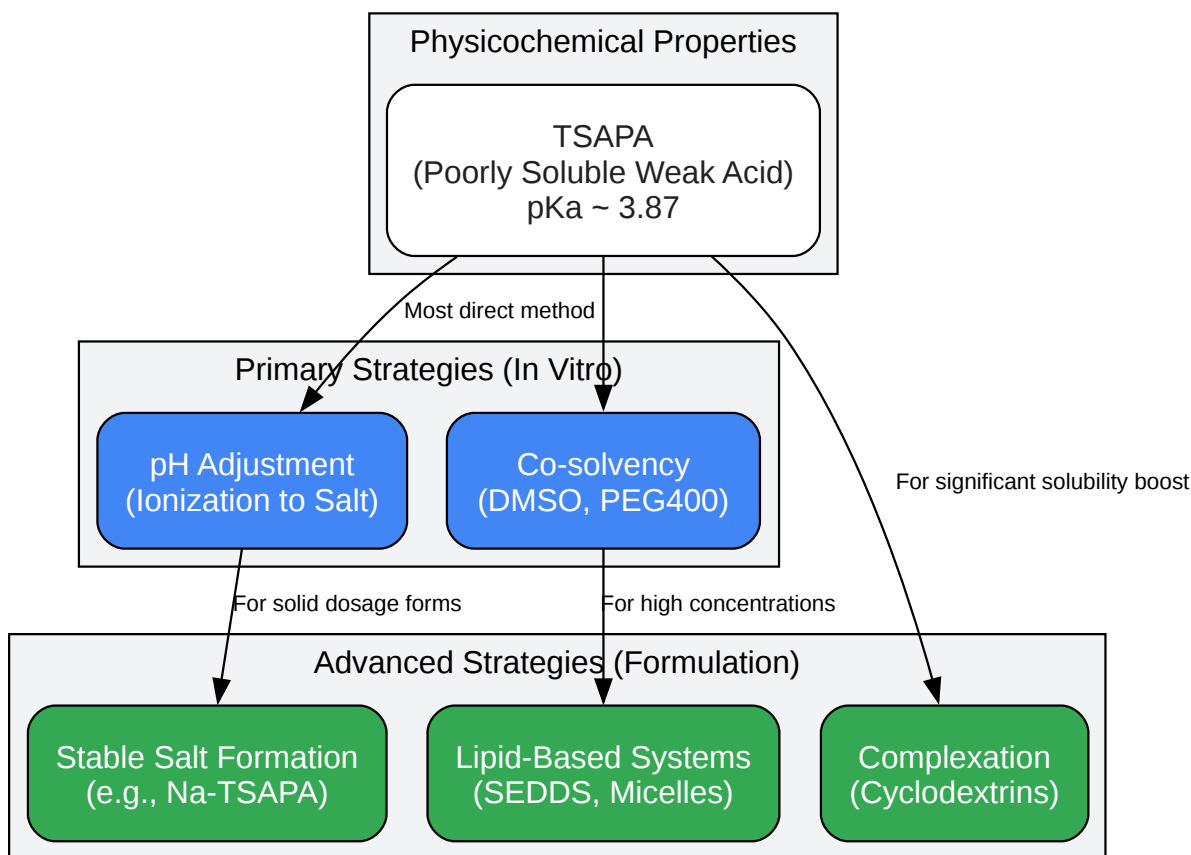 Physicochemical Properties
TSAPA
(Poorly Soluble Weak Acid)
pKa ~ 3.87
Most direct method
Primary Strategies (In Vitro)
pH Adjustment
(Ionization to Salt)
Co-solvency
(DMSO, PEG400)
For significant solubility boost
For solid dosage forms
For high concentrations
Advanced Strategies (Formulation)
Stable Salt Formation
(e.g., Na-TSAPA)
Lipid-Based Systems
(SEDDS, Micelles)
Complexation
(Cyclodextrins)